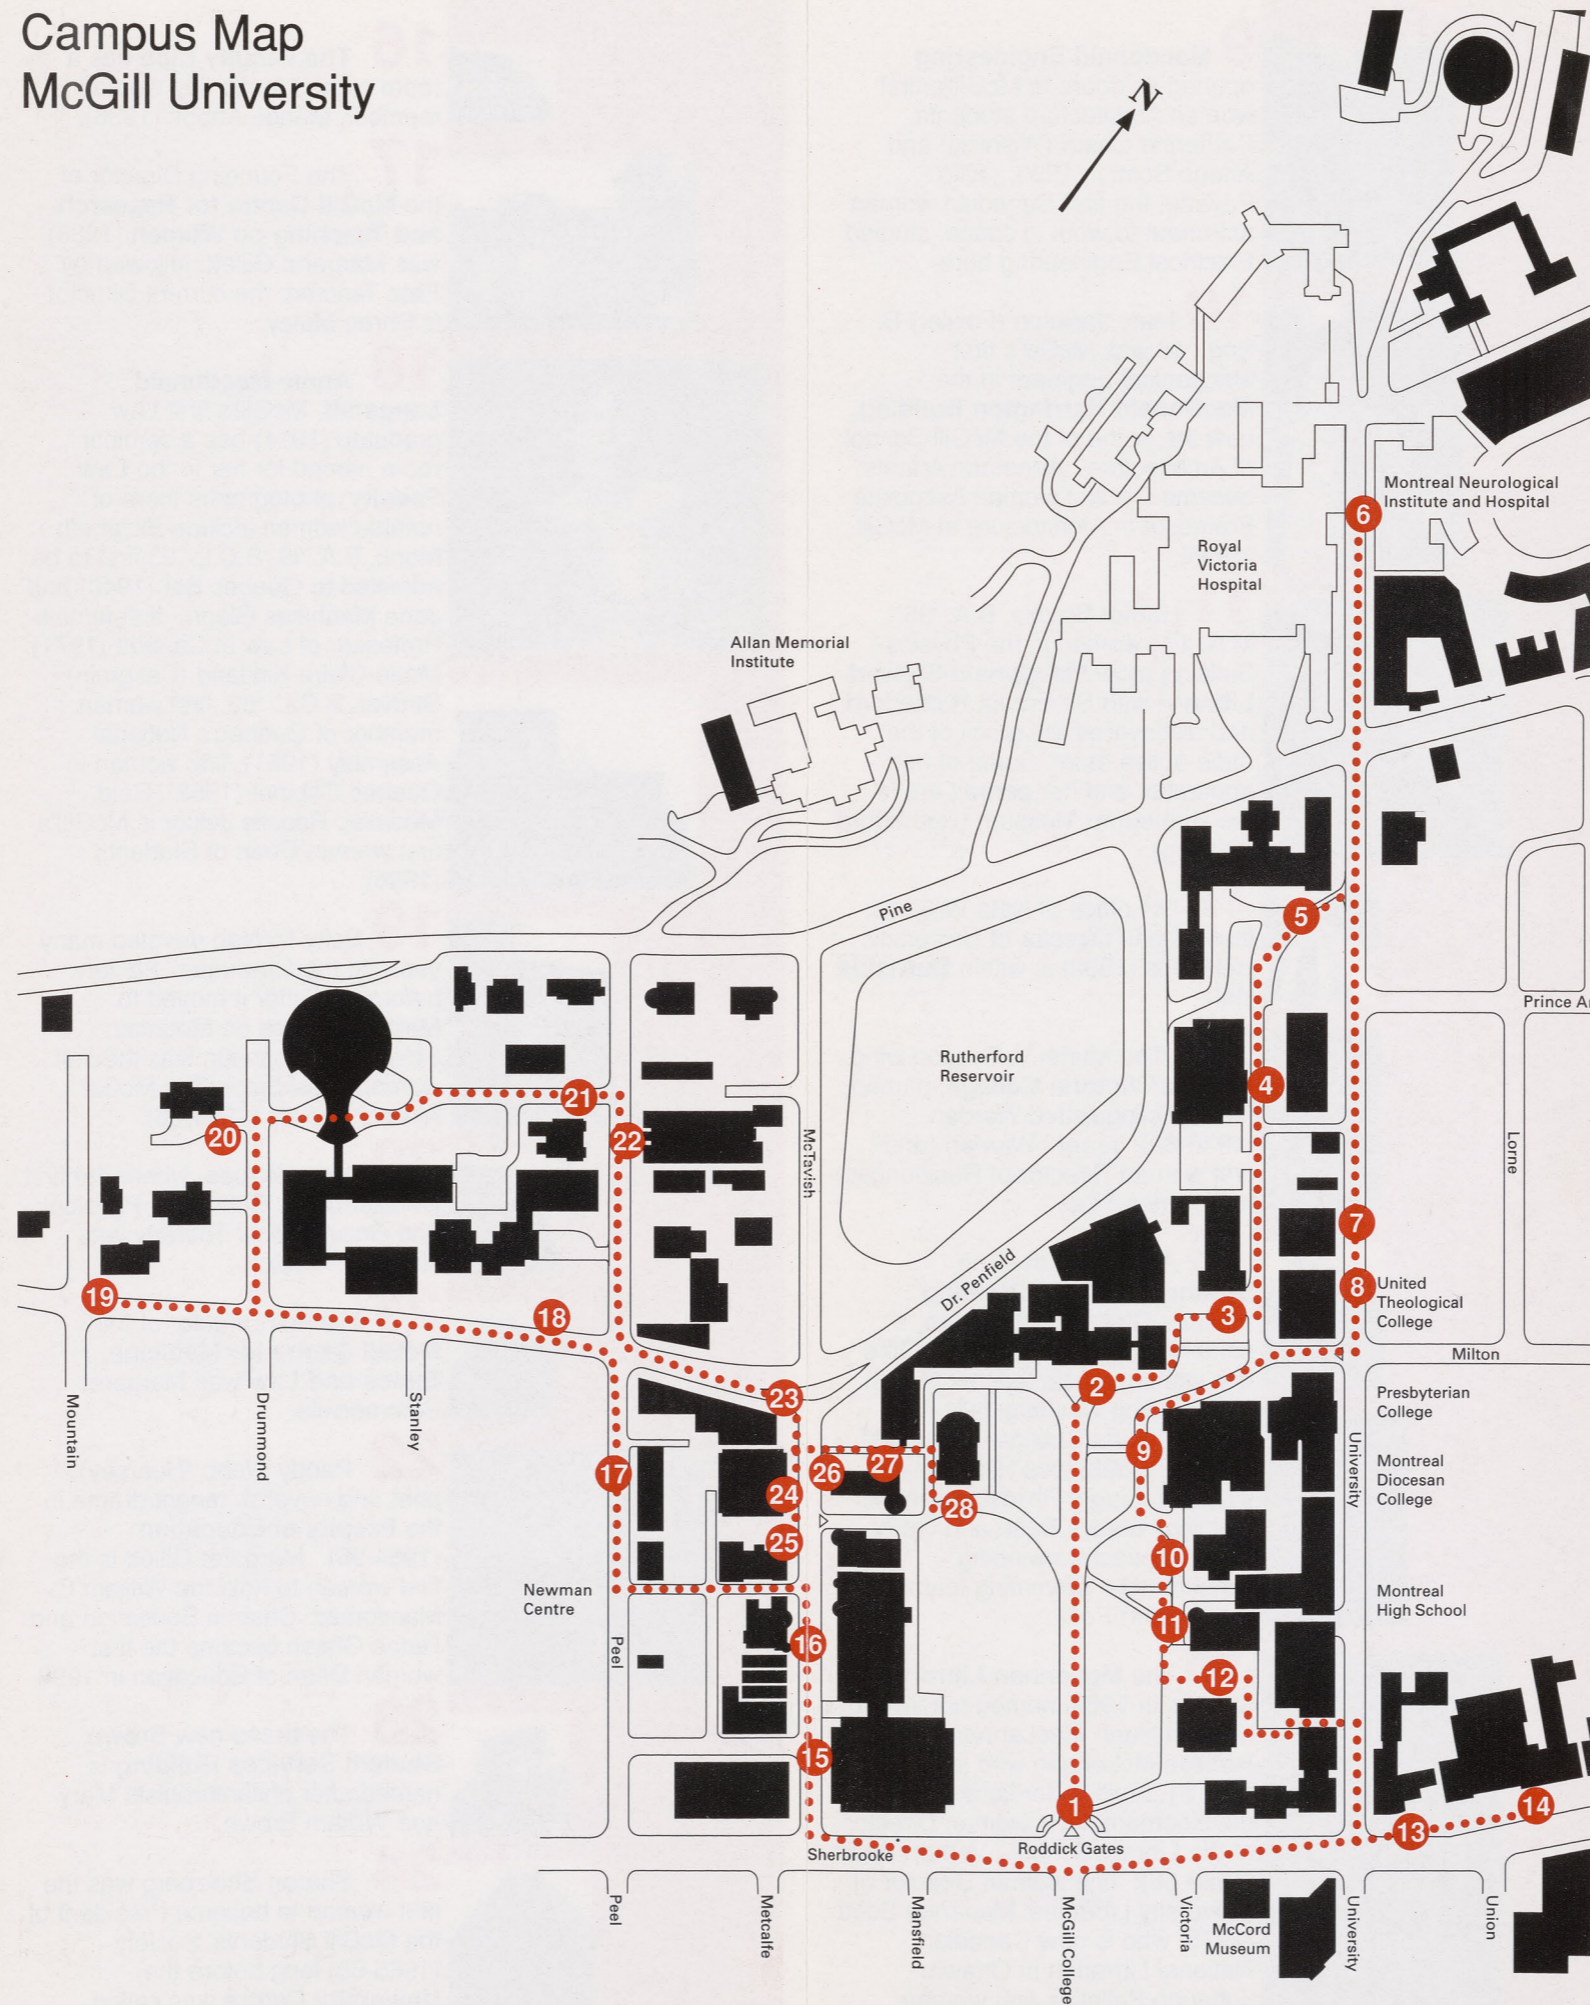 Campus Map
McGill University
N
Montreal Neurological
Institute and Hospital
6
Royal
Victoria
Hospital
Allan Memorial
Institute
Pine
5
Prince
Rutherford
Reservoir
4
21
20
22
McTavish
Lorne
7
Dr. Penfield
8
United
Theological
College
19
18
3
Milton
23
2
Mountain
Drummond
Stanley
Presbyterian
College
9
University
Montreal
Diocesan
College
17
26
27
24
28
25
10
Newman
Centre
Montreal
High School
11
Peel
16
12
15
1
14
13
Sherbrooke
Roddick Gates
Peel
Metcalfe
Mansfield
McGill College
Victoria
McCord
Museum
University
Union